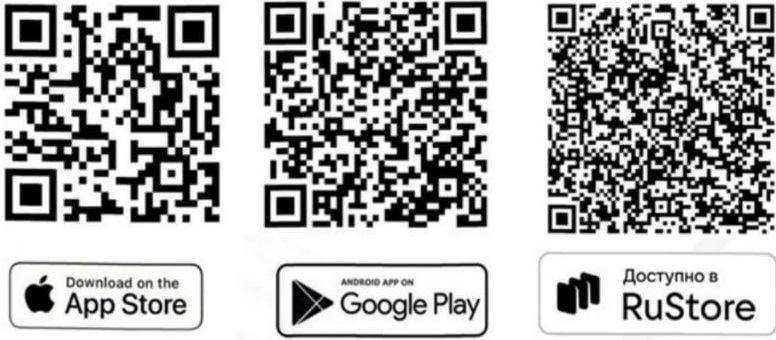 Download on the
App Store
ANDROID APP ON
Google Play
Доступно в
RuStore